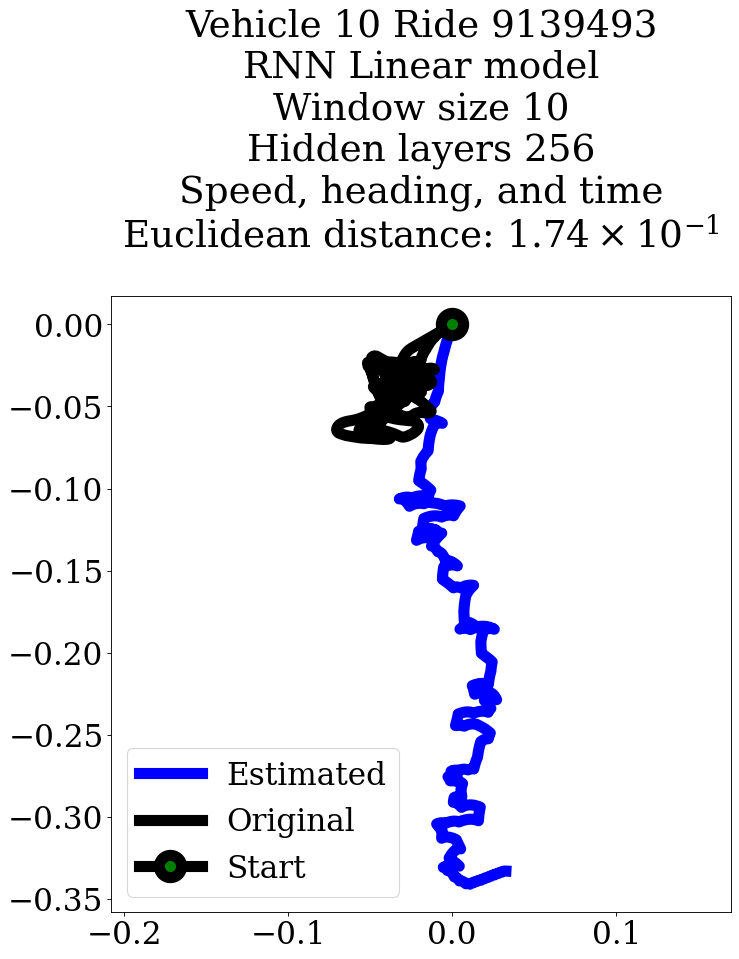 Vehicle 10 Ride 9139493
RNN Linear model
Window size 10
Hidden layers 256
Speed, heading, and time
Euclidean distance: 1.74 × 10⁻¹
0.00
−0.05
−0.10
−0.15
−0.20
−0.25
−0.30
−0.35
Estimated
Original
Start
−0.2
−0.1
0.0
0.1